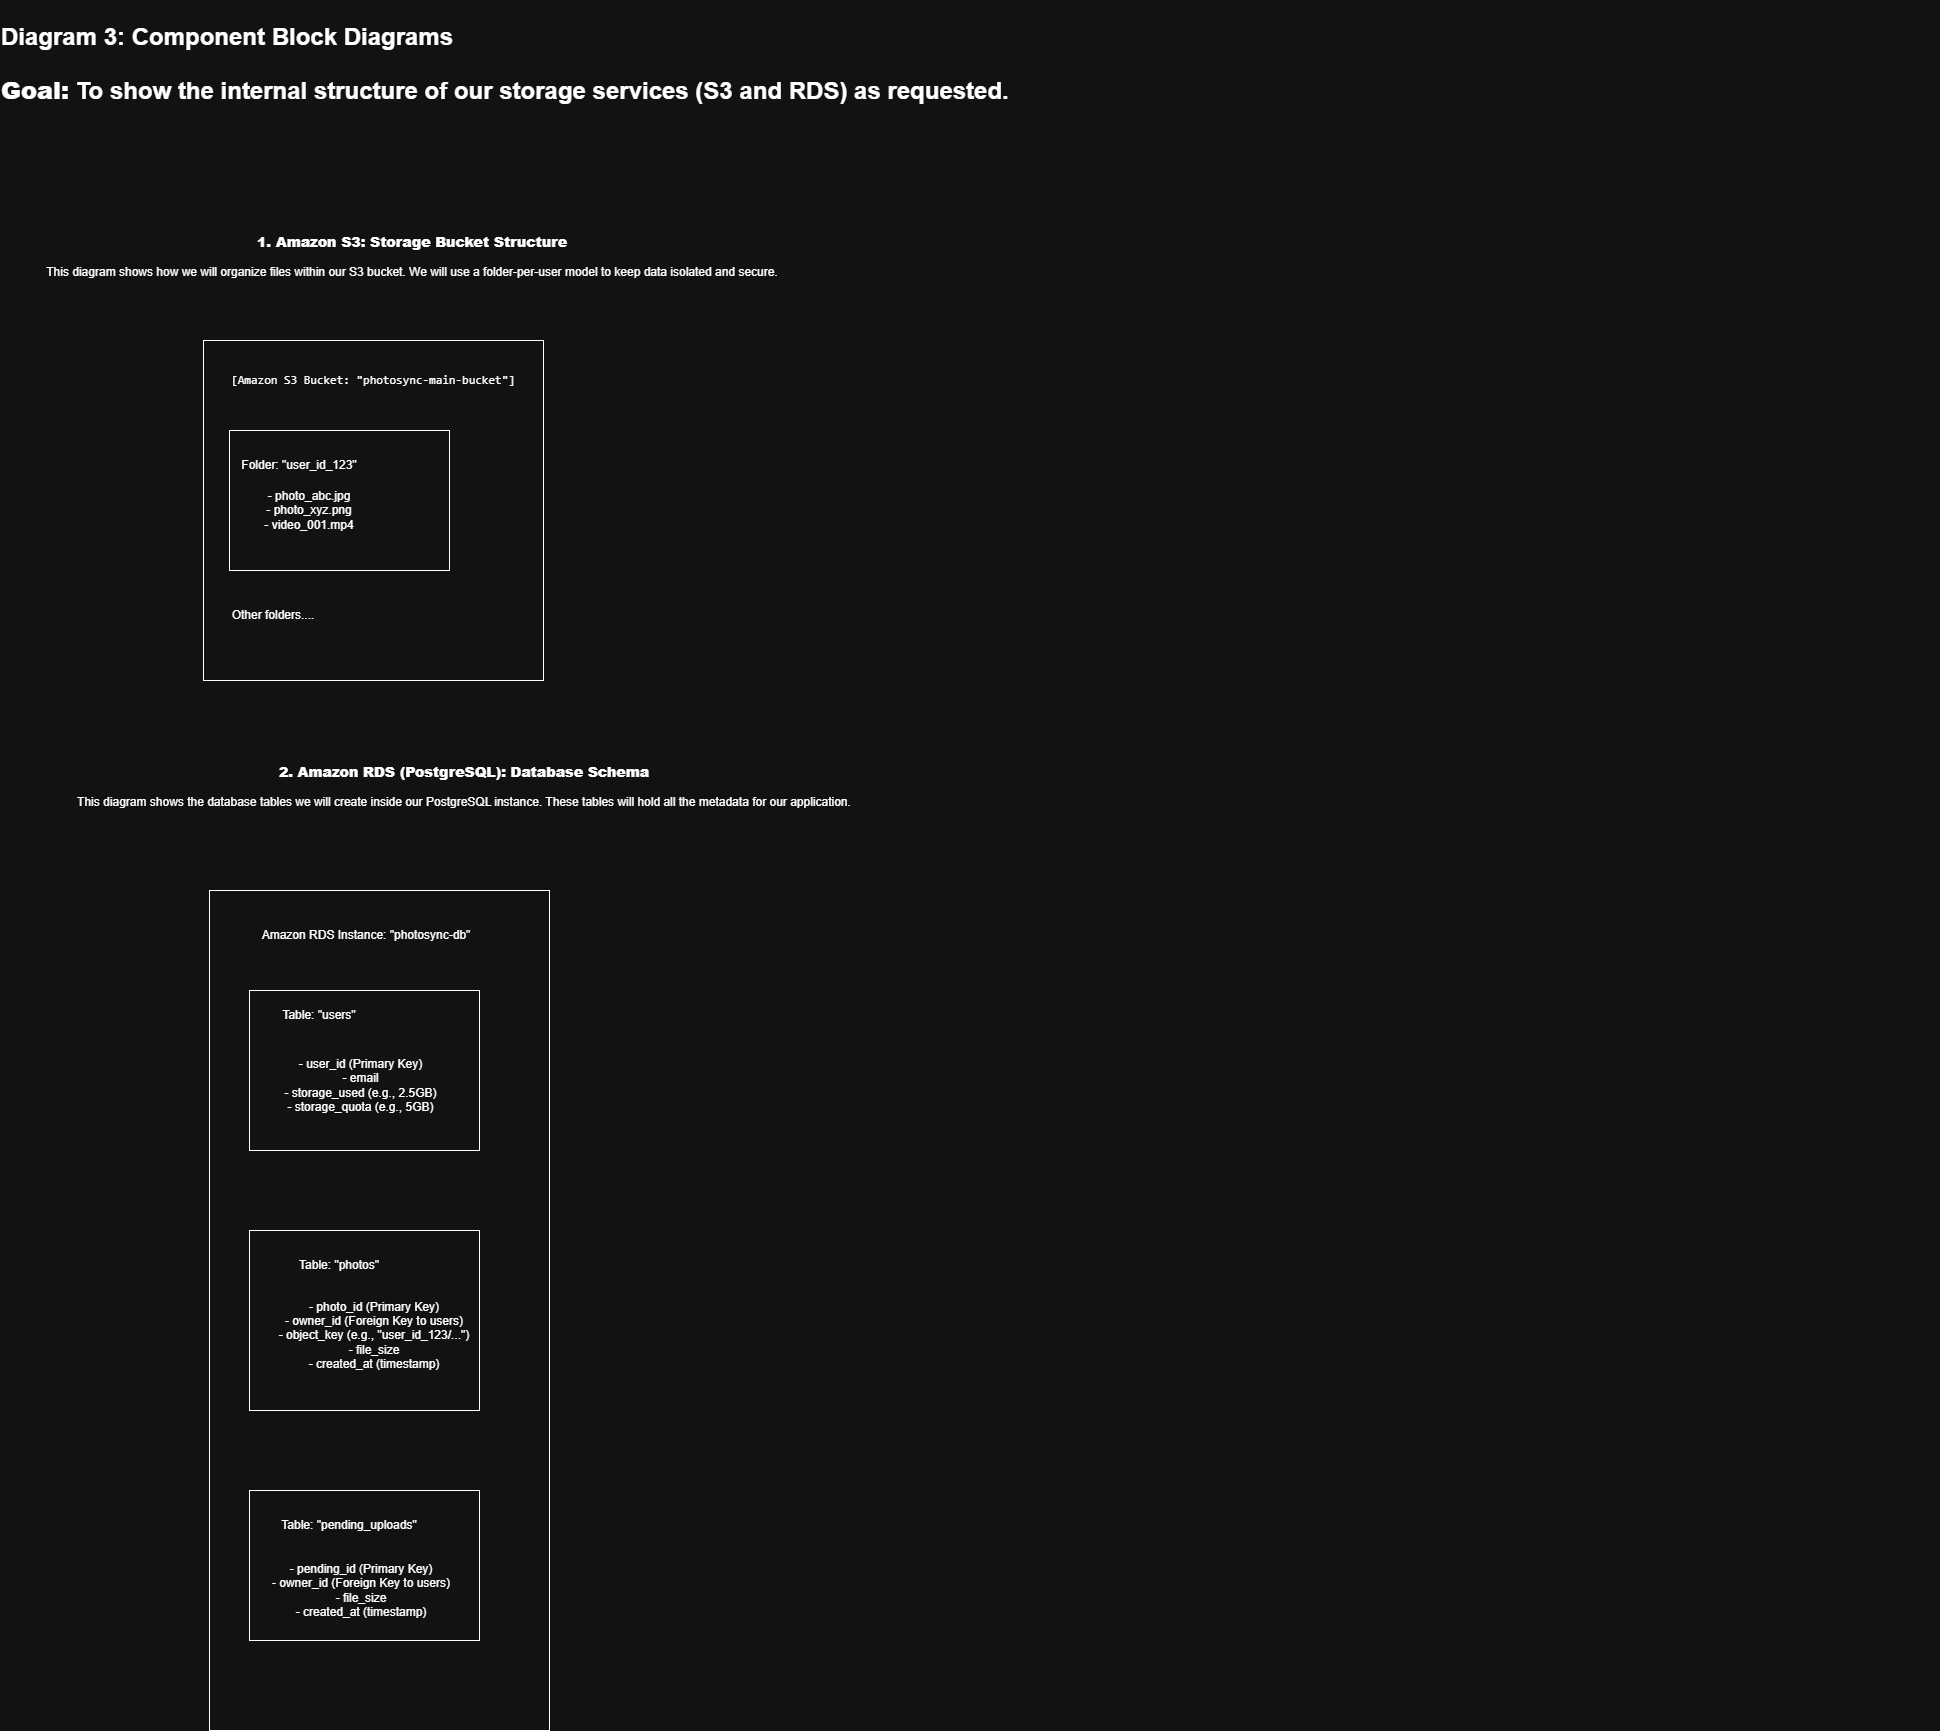 Diagram 3: Component Block Diagrams
Goal: To show the internal structure of our storage services (S3 and RDS) as requested.
1. Amazon S3: Storage Bucket Structure
This diagram shows how we will organize files within our S3 bucket. We will use a folder-per-user model to keep data isolated and secure.
[Amazon S3 Bucket: "photosync-main-bucket"]
Folder: "user_id_123"
- photo_abc.jpg
- photo_xyz.png
- video_001.mp4
Other folders....
2. Amazon RDS (PostgreSQL): Database Schema
This diagram shows the database tables we will create inside our PostgreSQL instance. These tables will hold all the metadata for our application.
Amazon RDS Instance: "photosync-db"
Table: "users"
- user_id (Primary Key)
- email
- storage_used (e.g., 2.5GB)
- storage_quota (e.g., 5GB)
Table: "photos"
- photo_id (Primary Key)
- owner_id (Foreign Key to users)
- object_key (e.g., "user_id_123/...")
- file_size
- created_at (timestamp)
Table: "pending_uploads"
- pending_id (Primary Key)
- owner_id (Foreign Key to users)
- file_size
- created_at (timestamp)